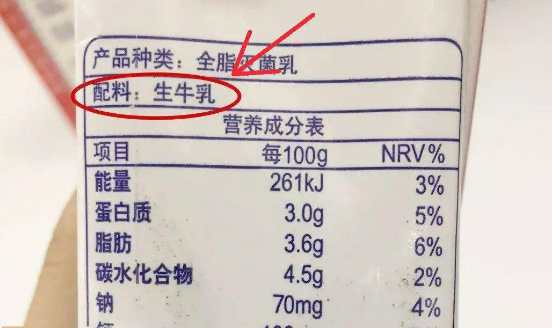 产品种类：全脂灭菌乳
配料：生牛乳
营养成分表
项目 每100g NRV%
能量 261kJ 3%
蛋白质 3.0g 5%
脂肪 3.6g 6%
碳水化合物 4.5g 2%
钠 70mg 4%